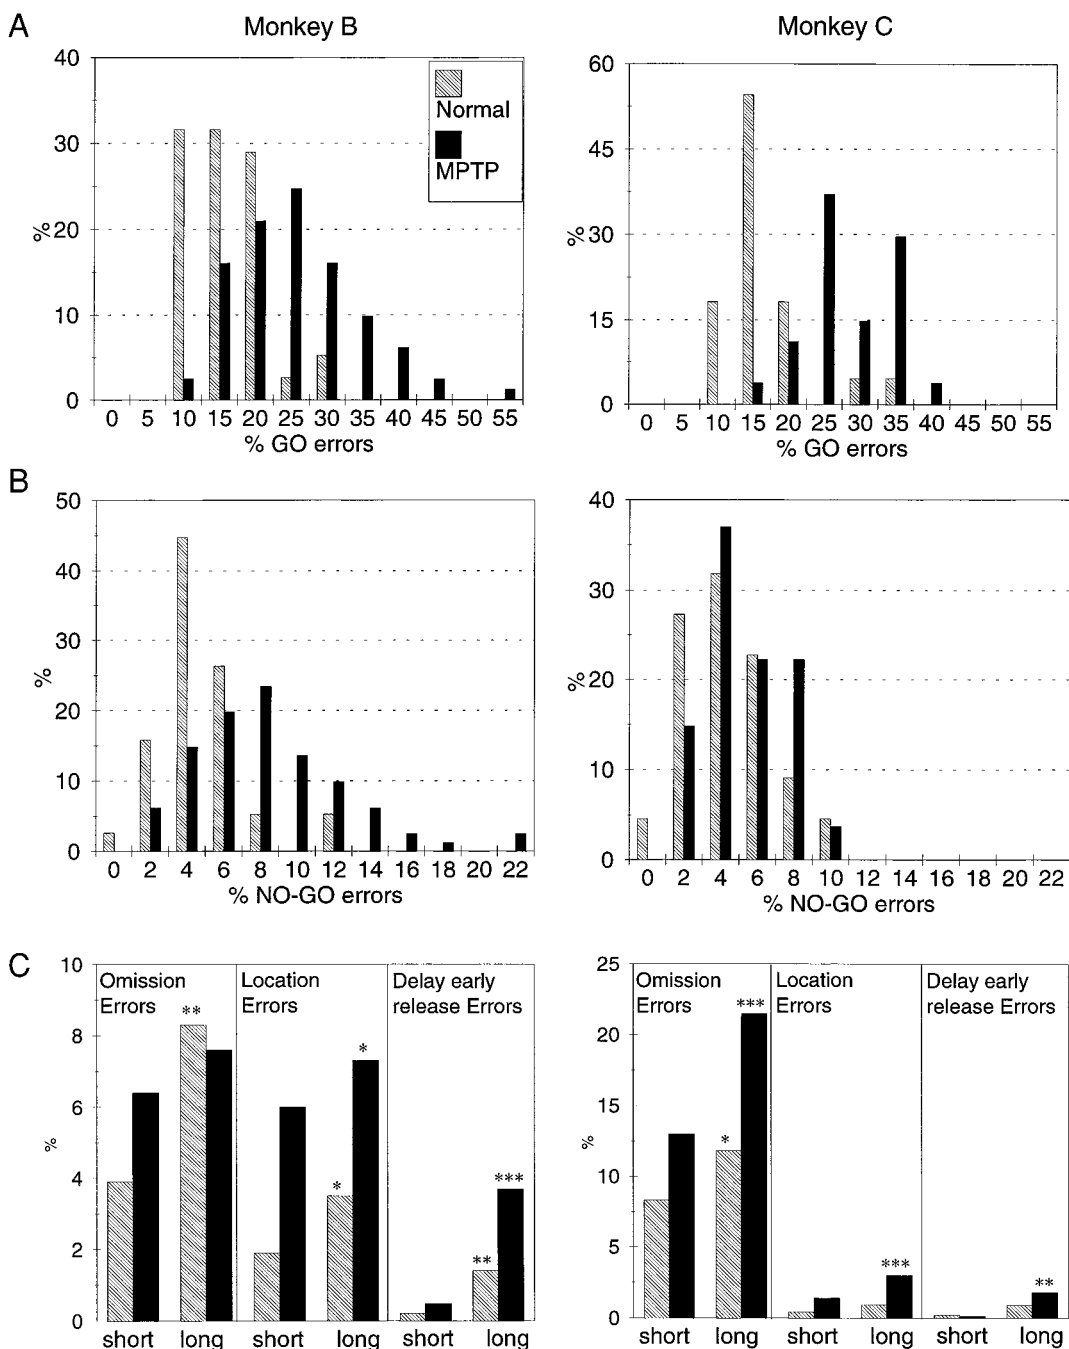 A
Monkey B
Monkey C
40
30
20
10
0
%
Normal
MPTP
0 5 10 15 20 25 30 35 40 45 50 55
% GO errors
60
45
30
15
0
%
0 5 10 15 20 25 30 35 40 45 50 55
% GO errors
B
50
40
30
20
10
0
%
0 2 4 6 8 10 12 14 16 18 20 22
% NO-GO errors
40
30
20
10
0
%
0 2 4 6 8 10 12 14 16 18 20 22
% NO-GO errors
C
10
8
6
4
2
0
%
Omission
Errors
Location
Errors
Delay early
release Errors
**
*
*
**
***
short long short long short long
25
20
15
10
5
0
%
Omission
Errors
Location
Errors
Delay early
release Errors
*
***
***
**
short long short long short long